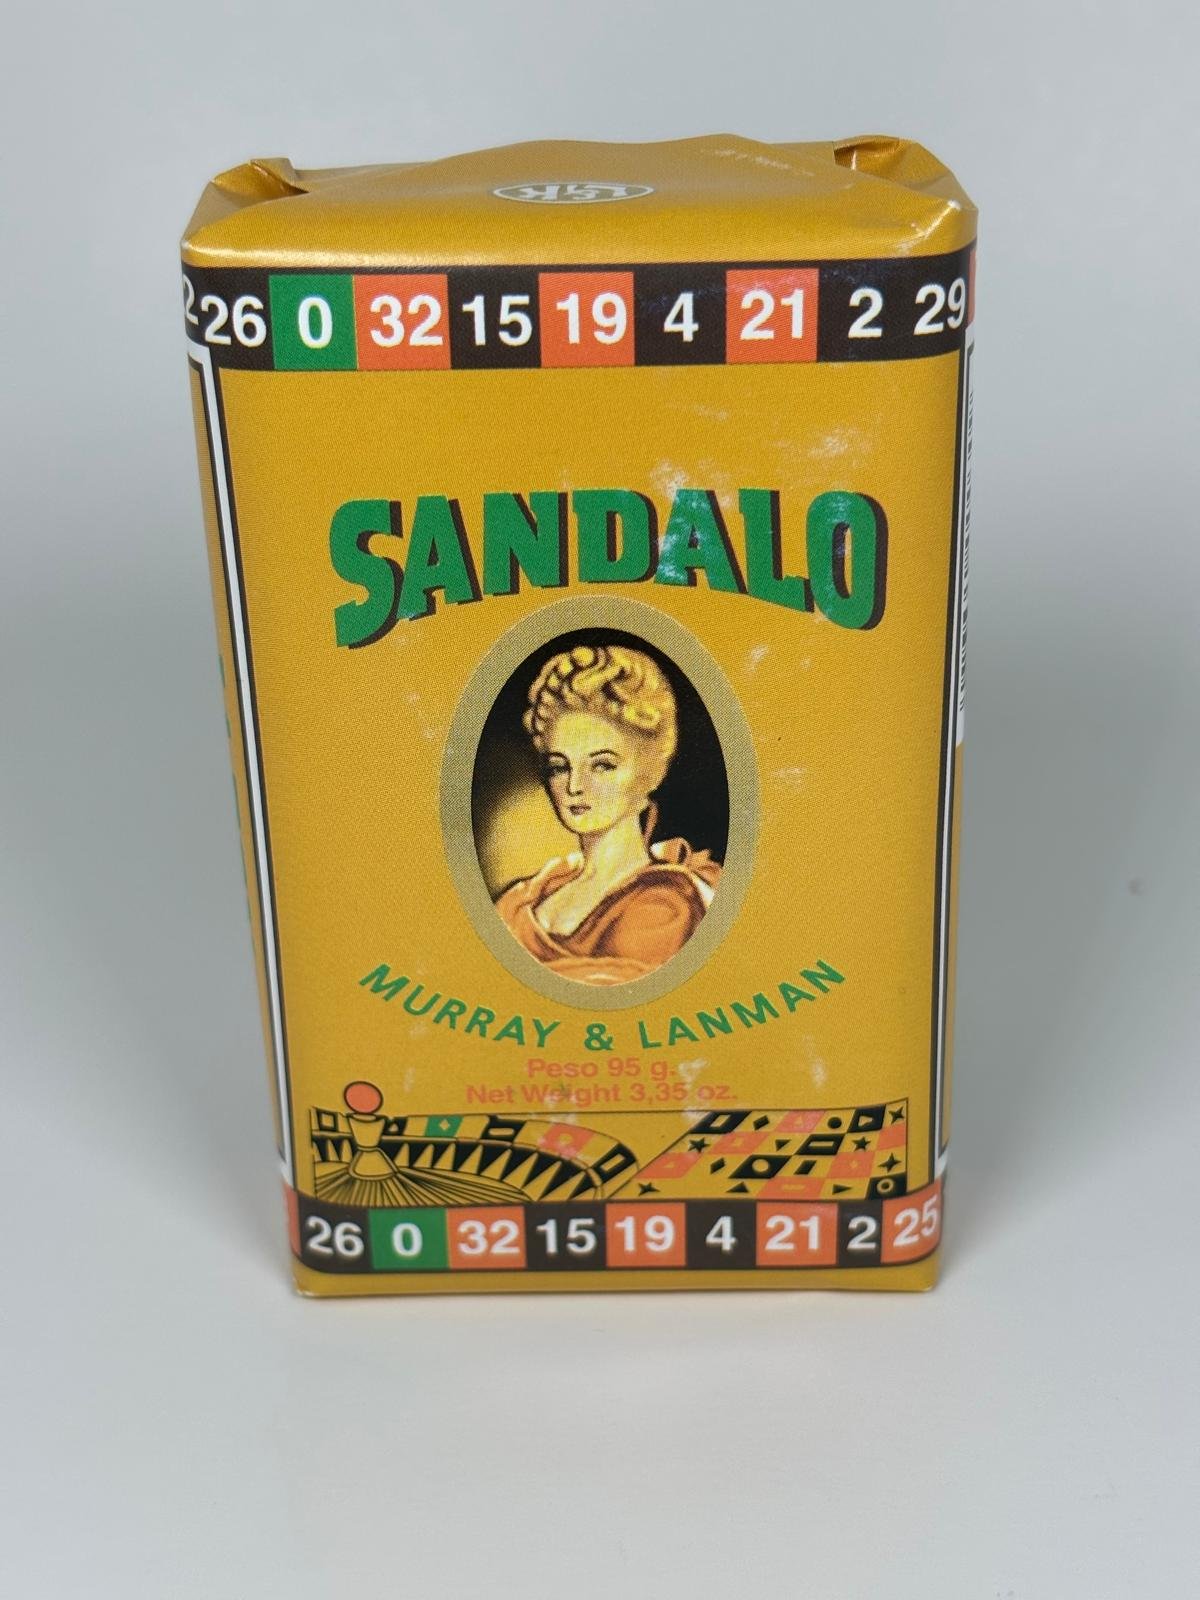 26 0 32 15 19 4 21 2 29
SANDALO
MURRAY & LANMAN
Peso 95 g.
Net Weight 3,35 oz.
26 0 32 15 19 4 21 2 25